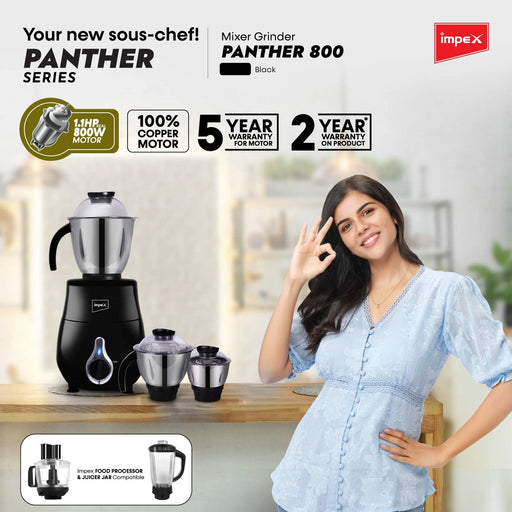 Your new sous-chef!
PANTHER
SERIES
Mixer Grinder
PANTHER 800
Black
impex
1.1HP
800W
MOTOR
100%
COPPER
MOTOR
5 YEAR
WARRANTY
FOR MOTOR
2 YEAR*
WARRANTY
ON PRODUCT
impex
Impex FOOD PROCESSOR
& JUICER JAR Compatible